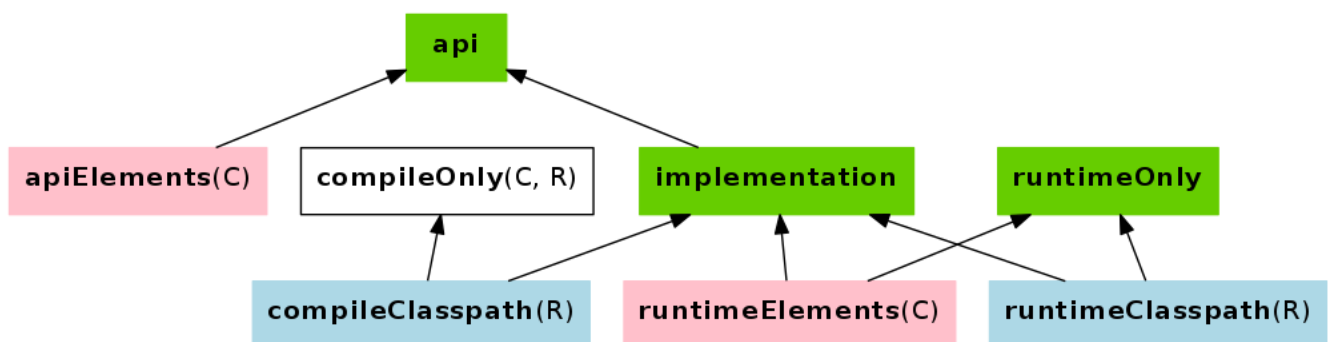 api
apiElements(C)
compileOnly(C, R)
implementation
runtimeOnly
compileClasspath(R)
runtimeElements(C)
runtimeClasspath(R)